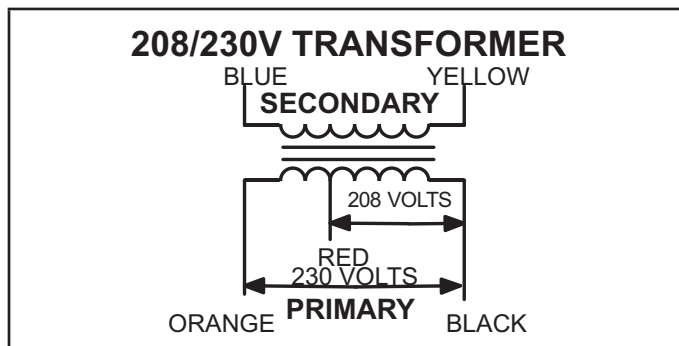 208/230V TRANSFORMER
BLUE YELLOW
SECONDARY
208 VOLTS
RED
230 VOLTS
PRIMARY
ORANGE BLACK